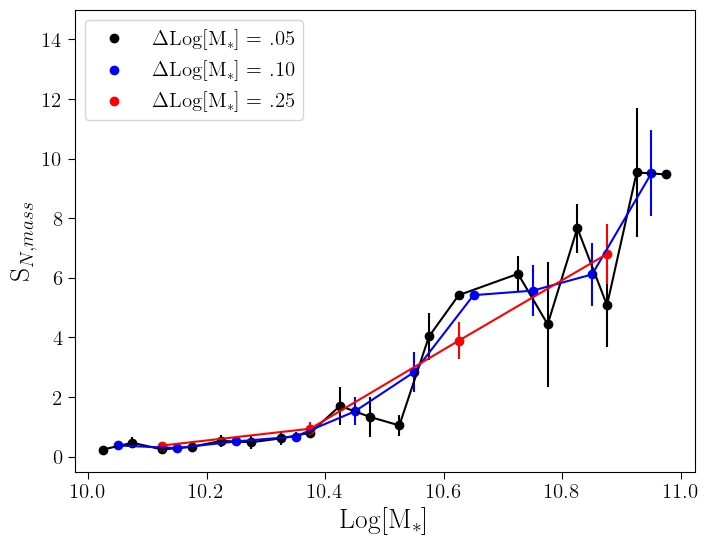 ΔLog[M*] = .05
ΔLog[M*] = .10
ΔLog[M*] = .25
14
12
10
8
6
4
2
0
S_{N,mass}
10.0 10.2 10.4 10.6 10.8 11.0
Log[M*]